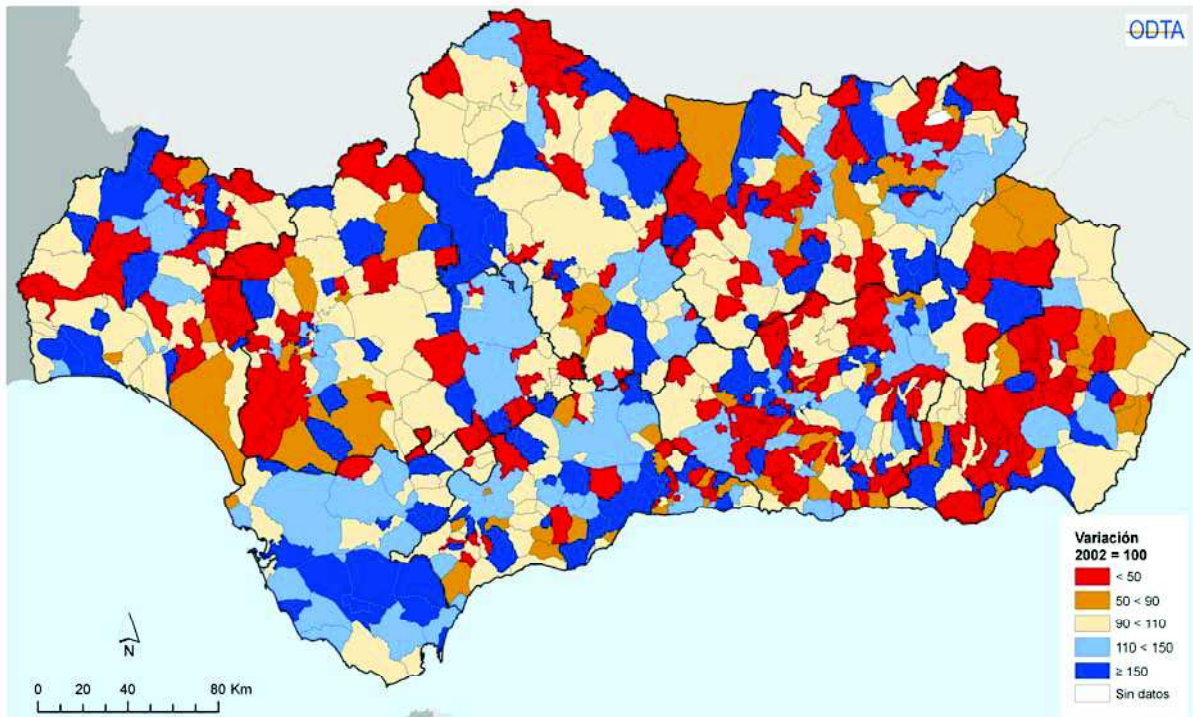 ODTA
Variación
2002 = 100
< 50
50 < 90
90 < 110
110 < 150
≥ 150
Sin datos
N
0 20 40 80 Km